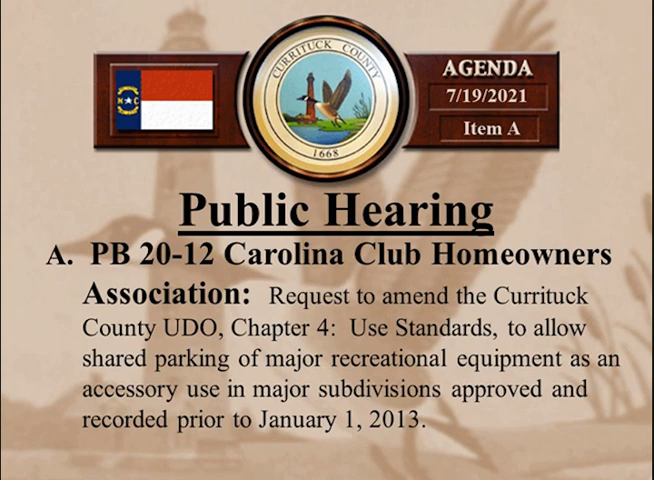 CURRITUCK COUNTY
1668
N C
AGENDA
7/19/2021
Item A
Public Hearing
A. PB 20-12 Carolina Club Homeowners
Association: Request to amend the Currituck
County UDO, Chapter 4: Use Standards, to allow
shared parking of major recreational equipment as an
accessory use in major subdivisions approved and
recorded prior to January 1, 2013.